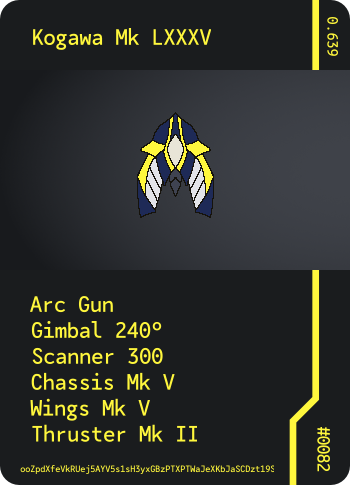 Kogawa Mk LXXXV
0.639
Arc Gun
Gimbal 240°
Scanner 300
Chassis Mk V
Wings Mk V
Thruster Mk II
#0082
ooZpdXfeVkRUej5AYV5s1sH3yxGBzPTXPTWaJeXKbJaSCDzt19S